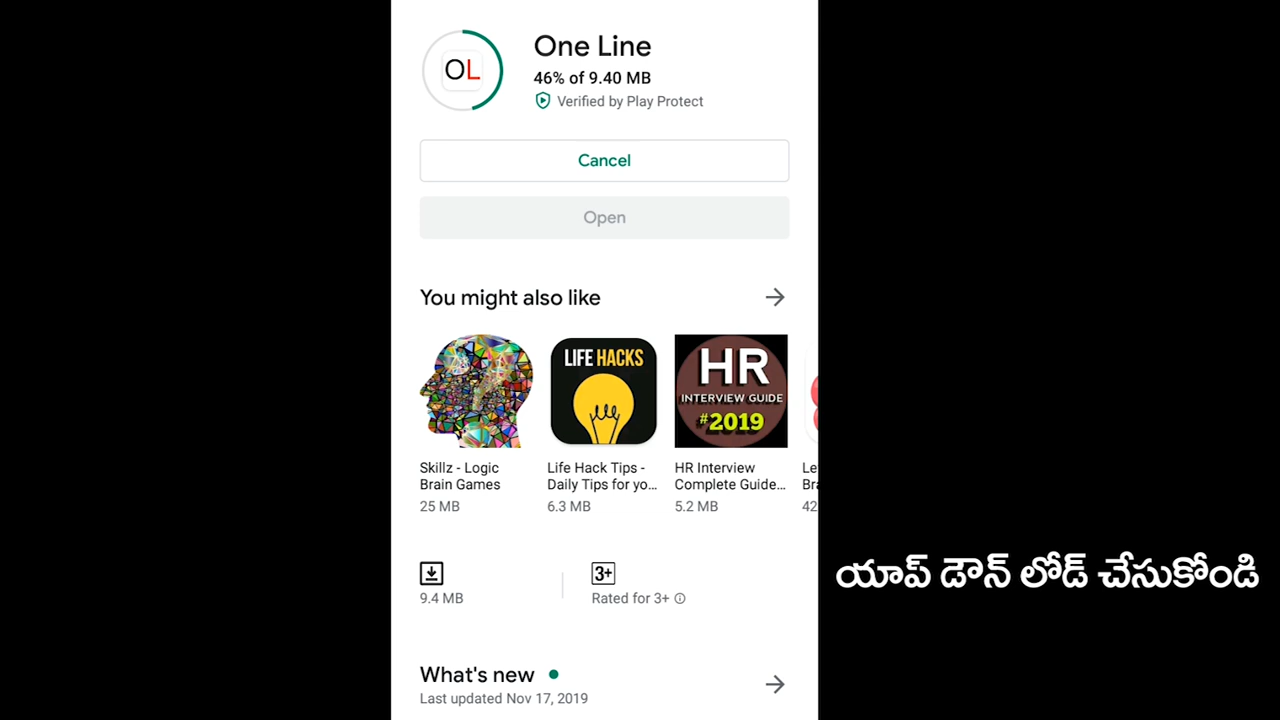 OL
One Line
46% of 9.40 MB
Verified by Play Protect
Cancel
Open
You might also like
LIFE HACKS
HR
INTERVIEW GUIDE
#2019
Skillz - Logic
Brain Games
25 MB
Life Hack Tips -
Daily Tips for yo...
6.3 MB
HR Interview
Complete Guide...
5.2 MB
Le
Bra
42
9.4 MB
3+
Rated for 3+
యాప్ డౌన్ లోడ్ చేసుకోండి
What's new
Last updated Nov 17, 2019